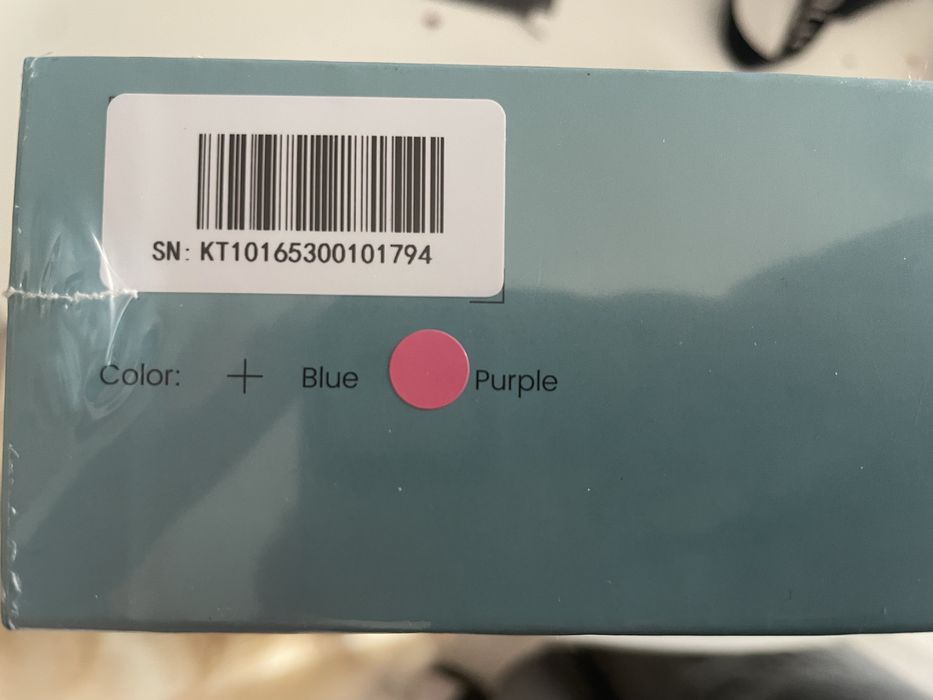 SN: KT10165300101794
Color: + Blue Purple